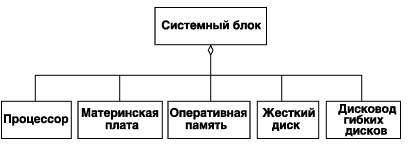 Системный блок
Процессор
Материнская
плата
Оперативная
память
Жесткий
диск
Дисковод
гибких
дисков